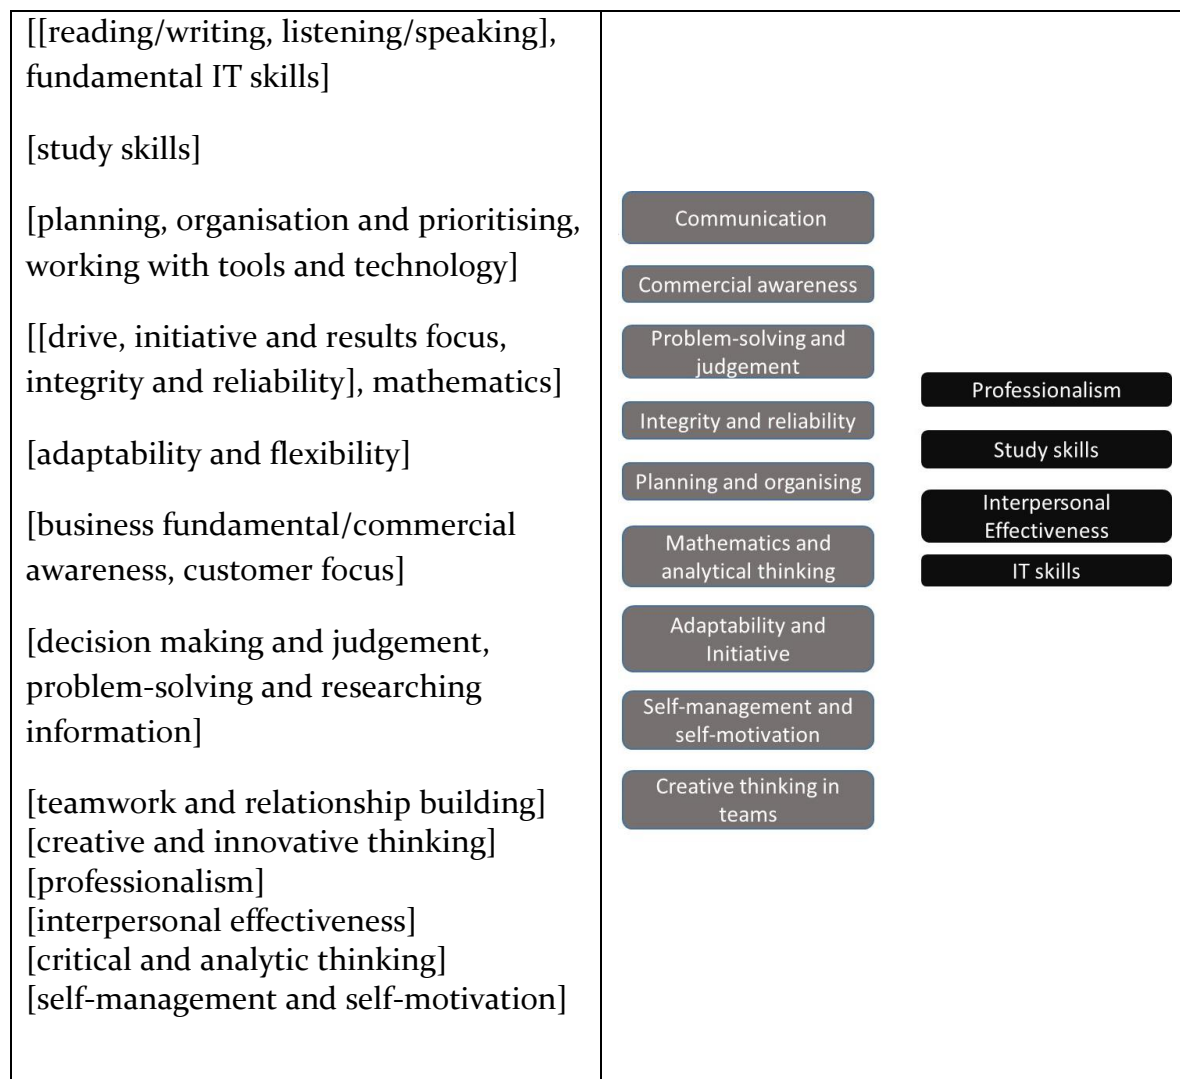 [[reading/writing, listening/speaking],
fundamental IT skills]
[study skills]
[planning, organisation and prioritising,
working with tools and technology]
[[drive, initiative and results focus,
integrity and reliability], mathematics]
[adaptability and flexibility]
[business fundamental/commercial
awareness, customer focus]
[decision making and judgement,
problem-solving and researching
information]
[teamwork and relationship building]
[creative and innovative thinking]
[professionalism]
[interpersonal effectiveness]
[critical and analytic thinking]
[self-management and self-motivation]
Communication
Commercial awareness
Problem-solving and
judgement
Integrity and reliability
Planning and organising
Mathematics and
analytical thinking
Adaptability and
Initiative
Self-management and
self-motivation
Creative thinking in
teams
Professionalism
Study skills
Interpersonal
Effectiveness
IT skills